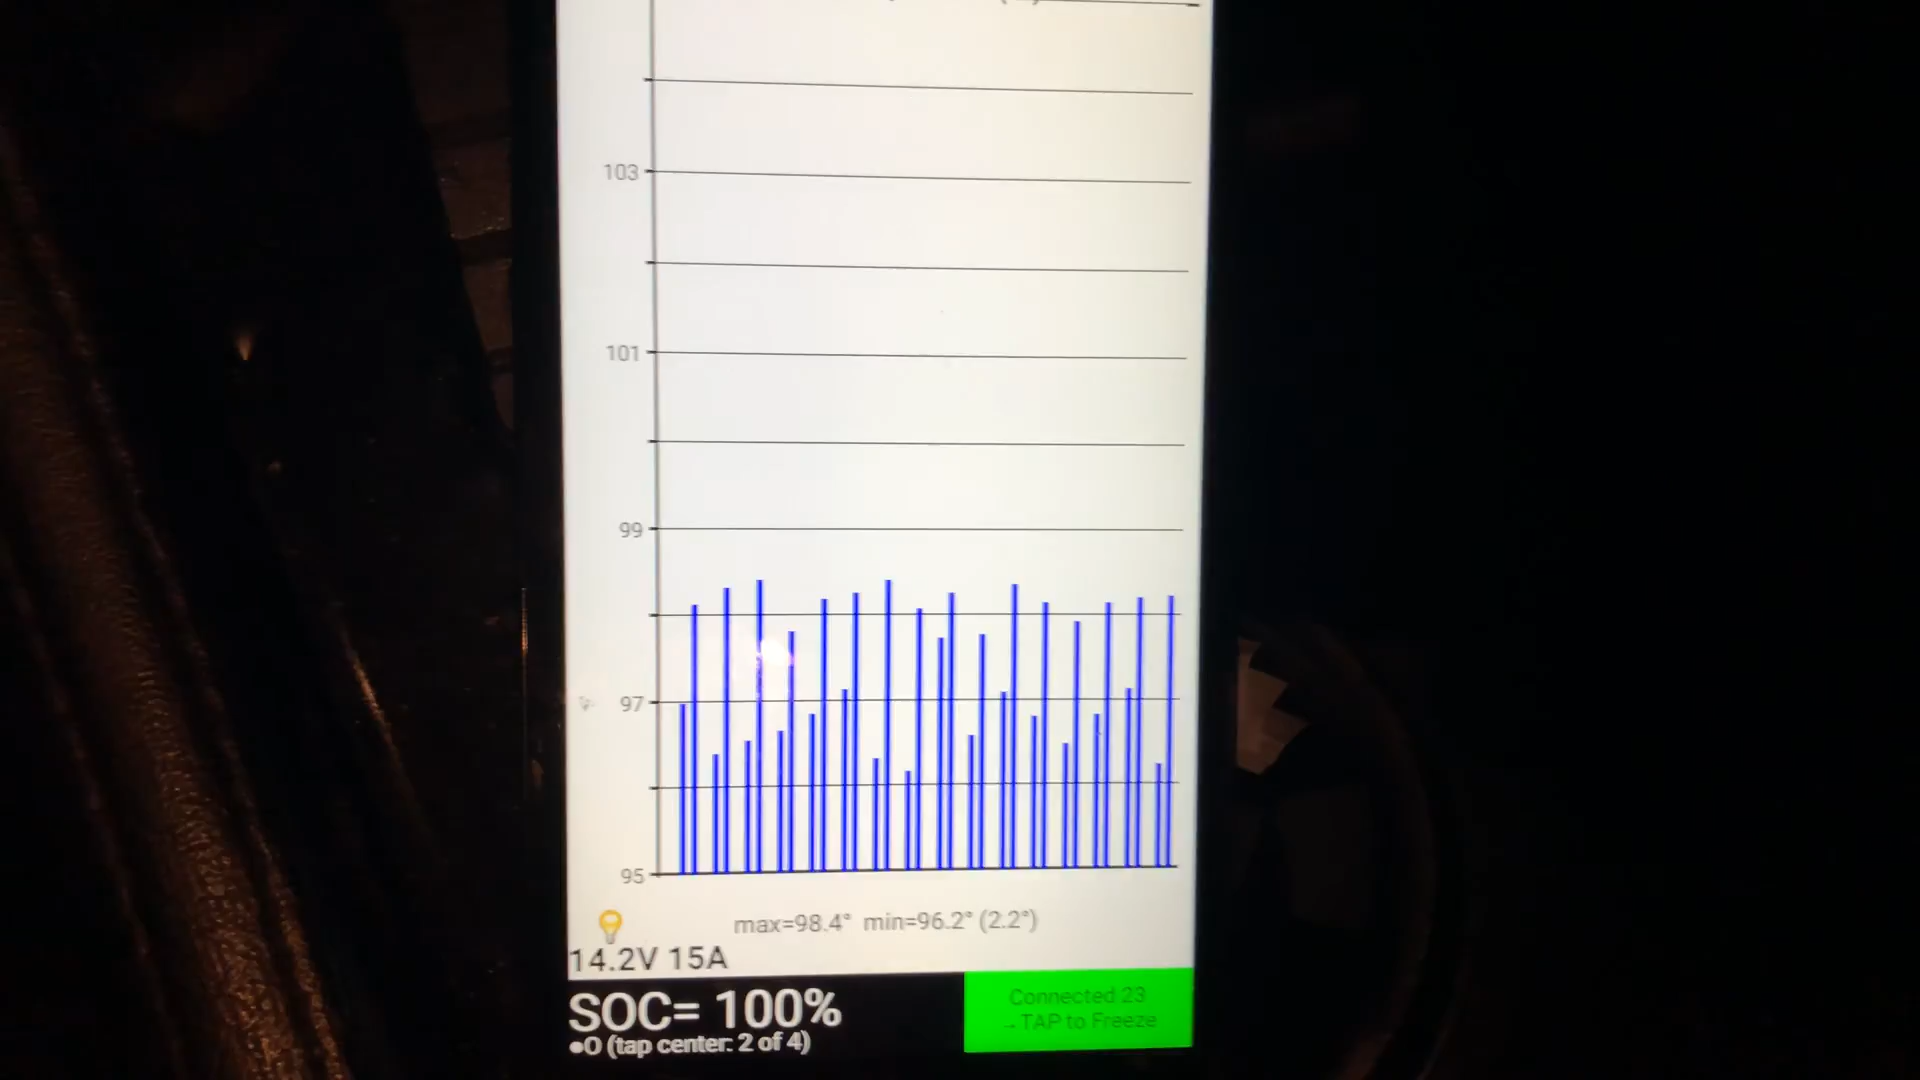 103
101
99
97
95
max=98.4° min=96.2° (2.2°)
14.2V 15A
SOC= 100%
●O (tap center: 2 of 4)
Connected 23
→TAP to Freeze